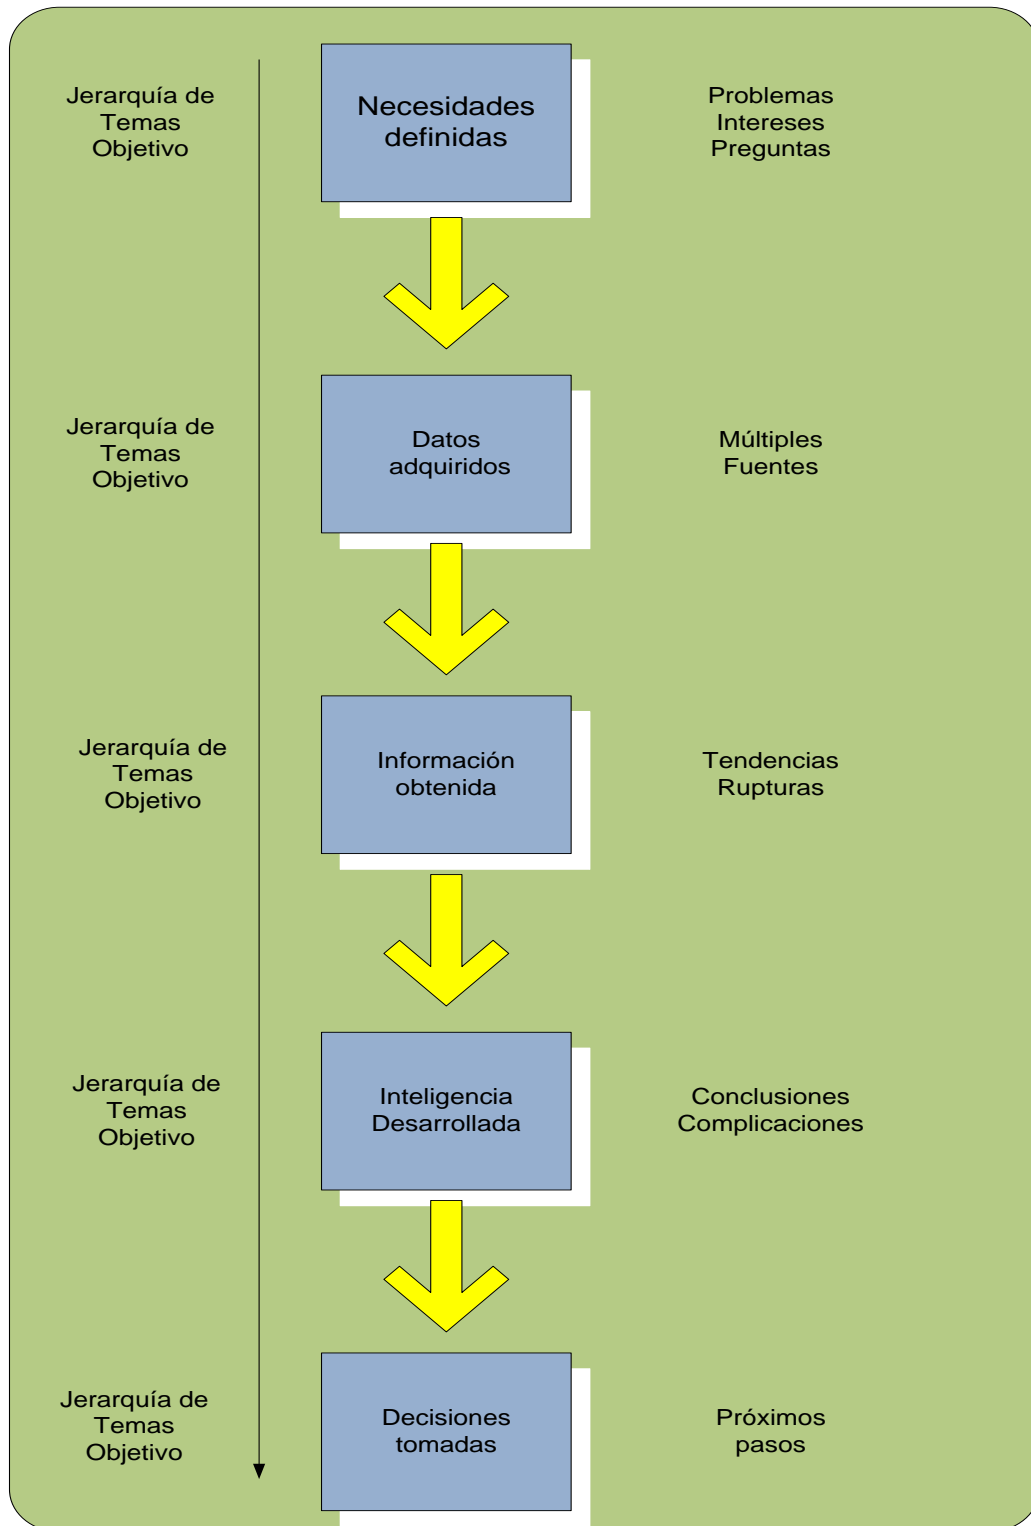 Jerarquía de
Temas
Objetivo
Necesidades
definidas
Problemas
Intereses
Preguntas
Jerarquía de
Temas
Objetivo
Datos
adquiridos
Múltiples
Fuentes
Jerarquía de
Temas
Objetivo
Información
obtenida
Tendencias
Rupturas
Jerarquía de
Temas
Objetivo
Inteligencia
Desarrollada
Conclusiones
Complicaciones
Jerarquía de
Temas
Objetivo
Decisiones
tomadas
Próximos
pasos